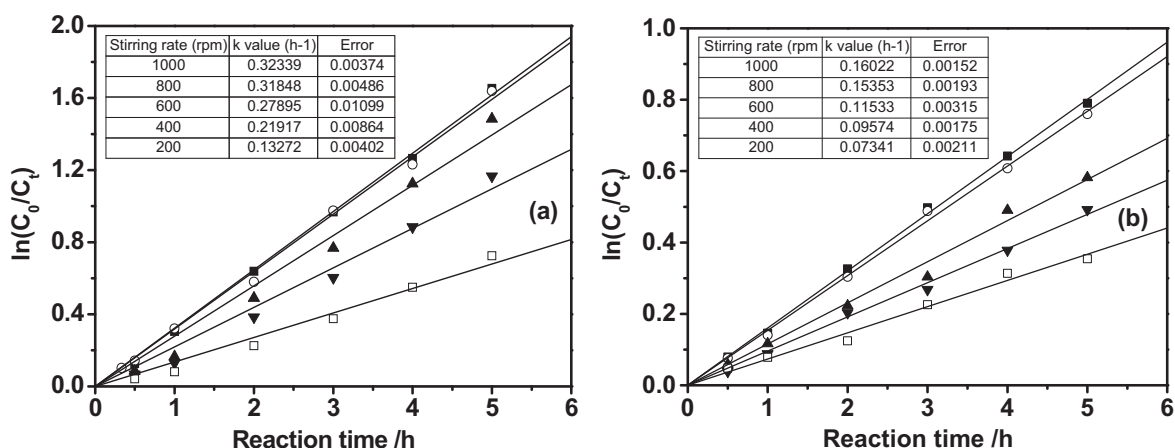 2.0
1.6
1.2
0.8
0.4
0.0
ln(C0/Ct)
Stirring rate (rpm) k value (h-1) Error
1000 0.32339 0.00374
800 0.31848 0.00486
600 0.27895 0.01099
400 0.21917 0.00864
200 0.13272 0.00402
(a)
0 1 2 3 4 5 6
Reaction time /h
1.0
0.8
0.6
0.4
0.2
0.0
ln(C0/Ct)
Stirring rate (rpm k value (h-1) Error
1000 0.16022 0.00152
800 0.15353 0.00193
600 0.11533 0.00315
400 0.09574 0.00175
200 0.07341 0.00211
(b)
0 1 2 3 4 5 6
Reaction time /h